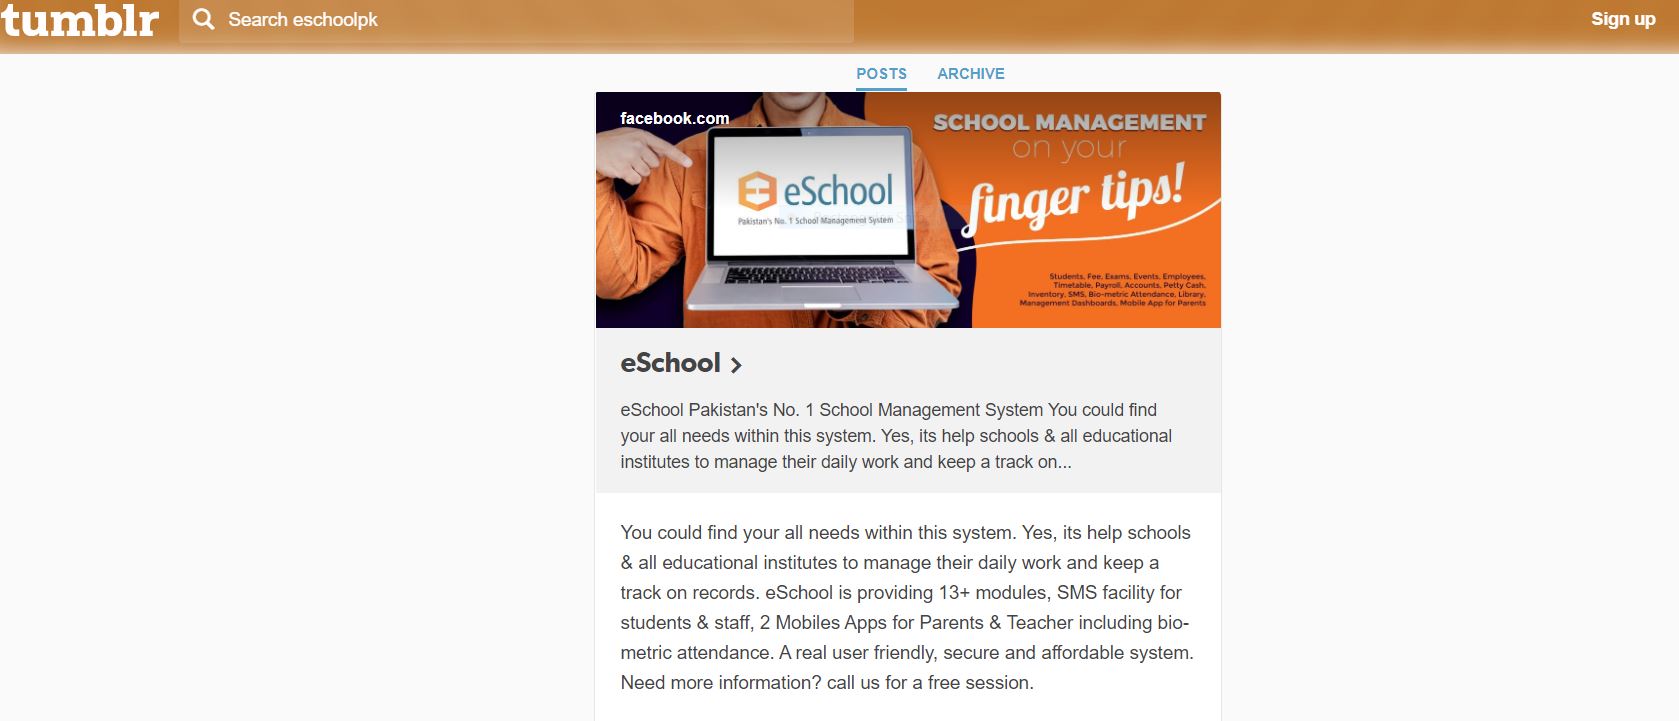 tumblr
Search eschoolpk
Sign up
POSTS
ARCHIVE
facebook.com
eSchool
Pakistan's No. 1 School Management System
SCHOOL MANAGEMENT
on your
finger tips!
Students, Fee, Exams, Events, Employees,
Timetable, Payroll, Accounts, Petty Cash,
Inventory, SMS, Bio-metric Attendance, Library,
Management Dashboards, Mobile App for Parents
eSchool
eSchool Pakistan's No. 1 School Management System You could find
your all needs within this system. Yes, its help schools & all educational
institutes to manage their daily work and keep a track on...
You could find your all needs within this system. Yes, its help schools
& all educational institutes to manage their daily work and keep a
track on records. eSchool is providing 13+ modules, SMS facility for
students & staff, 2 Mobiles Apps for Parents & Teacher including bio-
metric attendance. A real user friendly, secure and affordable system.
Need more information? call us for a free session.